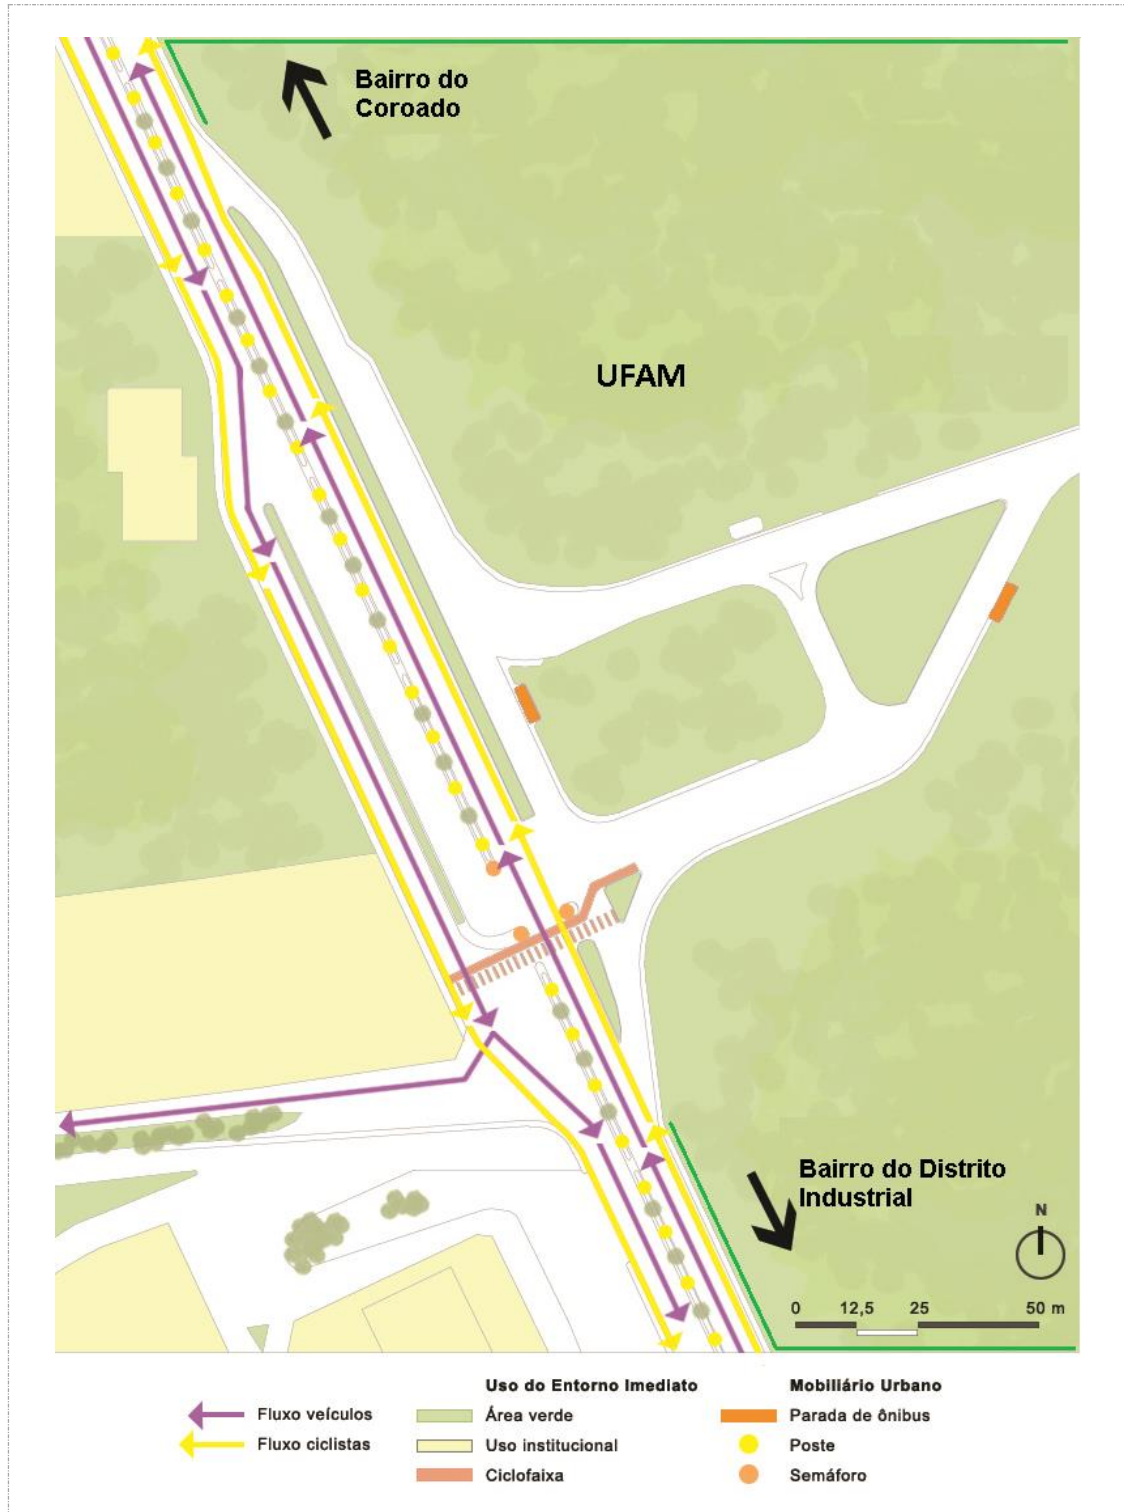 Bairro do
Coroado
UFAM
Bairro do Distrito
Industrial
N
0 12,5 25 50 m
Uso do Entorno Imediato
Mobiliário Urbano
Fluxo veículos
Área verde
Parada de ônibus
Fluxo ciclistas
Uso institucional
Poste
Ciclofaixa
Semáforo